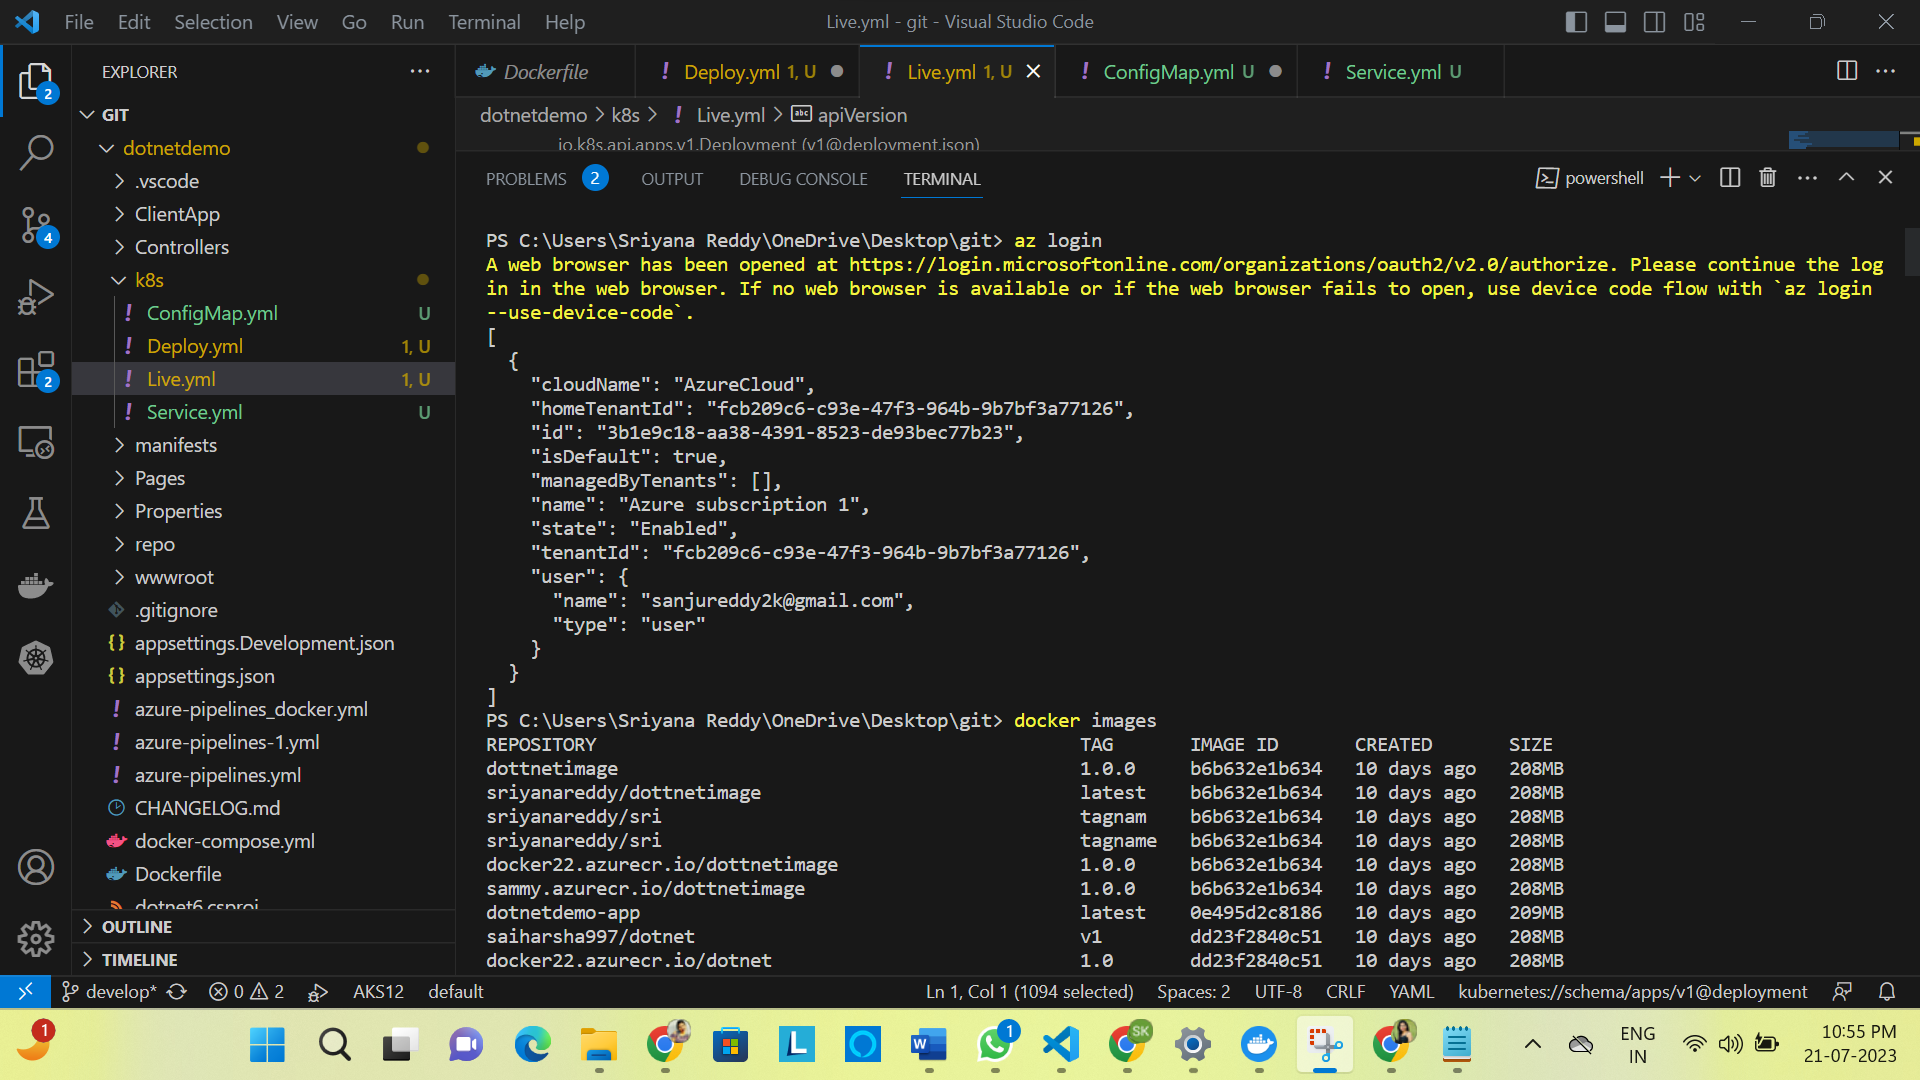 File Edit Selection View Go Run Terminal Help
Live.yml - git - Visual Studio Code
EXPLORER
Dockerfile
Deploy.yml 1, U
Live.yml 1, U
ConfigMap.yml U
Service.yml U
dotnetdemo > k8s > ! Live.yml > abc apiVersion
io.k8s.api.apps.v1.Deployment (v1@deployment.json)
2
GIT
dotnetdemo
.vscode
ClientApp
4
Controllers
k8s
ConfigMap.yml U
Deploy.yml 1, U
2
Live.yml 1, U
Service.yml U
manifests
Pages
Properties
repo
wwwroot
.gitignore
appsettings.Development.json
appsettings.json
azure-pipelines_docker.yml
azure-pipelines-1.yml
azure-pipelines.yml
CHANGELOG.md
docker-compose.yml
Dockerfile
dotnet6.csproj
OUTLINE
TIMELINE
PROBLEMS 2 OUTPUT DEBUG CONSOLE TERMINAL
powershell
PS C:\Users\Sriyana Reddy\OneDrive\Desktop\git> az login
A web browser has been opened at https://login.microsoftonline.com/organizations/oauth2/v2.0/authorize. Please continue the log
in in the web browser. If no web browser is available or if the web browser fails to open, use device code flow with `az login
--use-device-code`.
[
{
"cloudName": "AzureCloud",
"homeTenantId": "fcb209c6-c93e-47f3-964b-9b7bf3a77126",
"id": "3b1e9c18-aa38-4391-8523-de93bec77b23",
"isDefault": true,
"managedByTenants": [],
"name": "Azure subscription 1",
"state": "Enabled",
"tenantId": "fcb209c6-c93e-47f3-964b-9b7bf3a77126",
"user": {
"name": "sanjureddy2k@gmail.com",
"type": "user"
}
}
]
PS C:\Users\Sriyana Reddy\OneDrive\Desktop\git> docker images
REPOSITORY TAG IMAGE ID CREATED SIZE
dottnetimage 1.0.0 b6b632e1b634 10 days ago 208MB
sriyanareddy/dottnetimage latest b6b632e1b634 10 days ago 208MB
sriyanareddy/sri tagnam b6b632e1b634 10 days ago 208MB
sriyanareddy/sri tagname b6b632e1b634 10 days ago 208MB
docker22.azurecr.io/dottnetimage 1.0.0 b6b632e1b634 10 days ago 208MB
sammy.azurecr.io/dottnetimage 1.0.0 b6b632e1b634 10 days ago 208MB
dotnetdemo-app latest 0e495d2c8186 10 days ago 209MB
saiharsha997/dotnet v1 dd23f2840c51 10 days ago 208MB
docker22.azurecr.io/dotnet 1.0 dd23f2840c51 10 days ago 208MB
develop* 0 2 AKS12 default
Ln 1, Col 1 (1094 selected) Spaces: 2 UTF-8 CRLF YAML kubernetes://schema/apps/v1@deployment
1
L
W
1
SK
ENG
IN
10:55 PM
21-07-2023